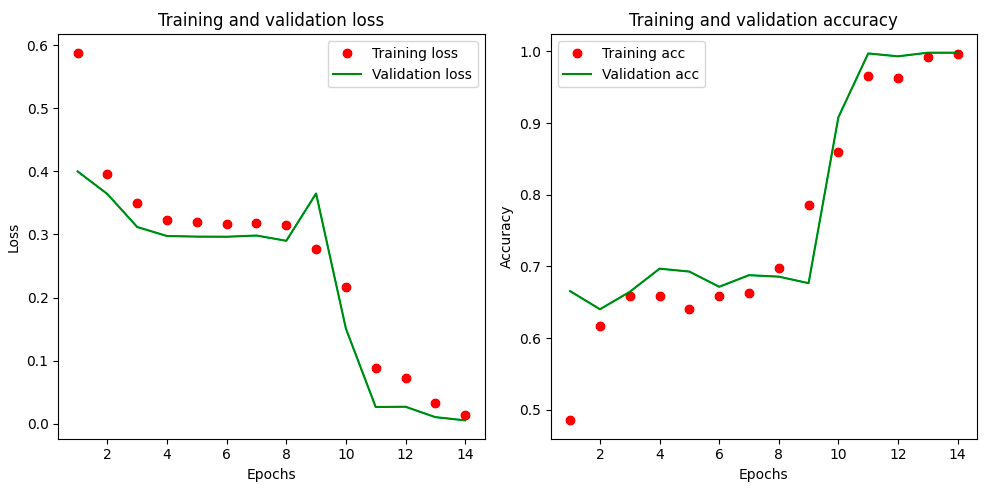 Training and validation loss
Training loss
Validation loss
0.6
0.5
0.4
0.3
0.2
0.1
0.0
Loss
2 4 6 8 10 12 14
Epochs
Training and validation accuracy
Training acc
Validation acc
1.0
0.9
0.8
0.7
0.6
0.5
Accuracy
2 4 6 8 10 12 14
Epochs